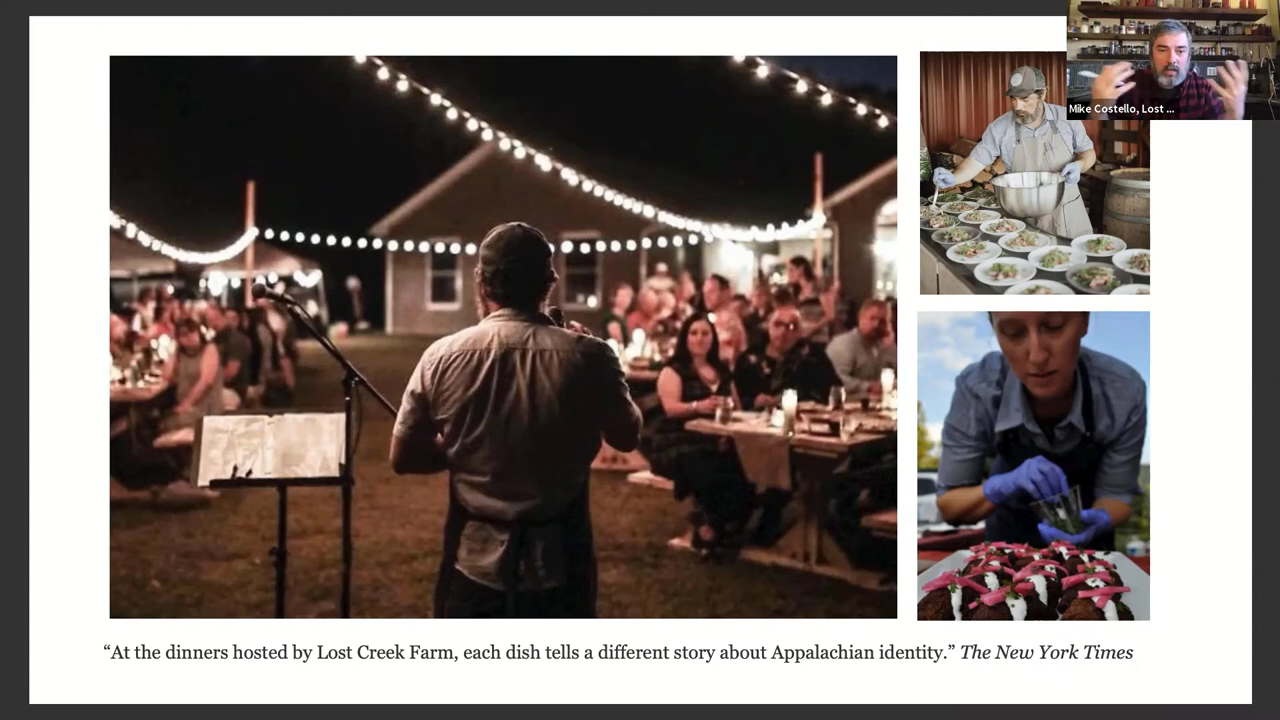 Mike Costello, Lost ...
“At the dinners hosted by Lost Creek Farm, each dish tells a different story about Appalachian identity.” The New York Times